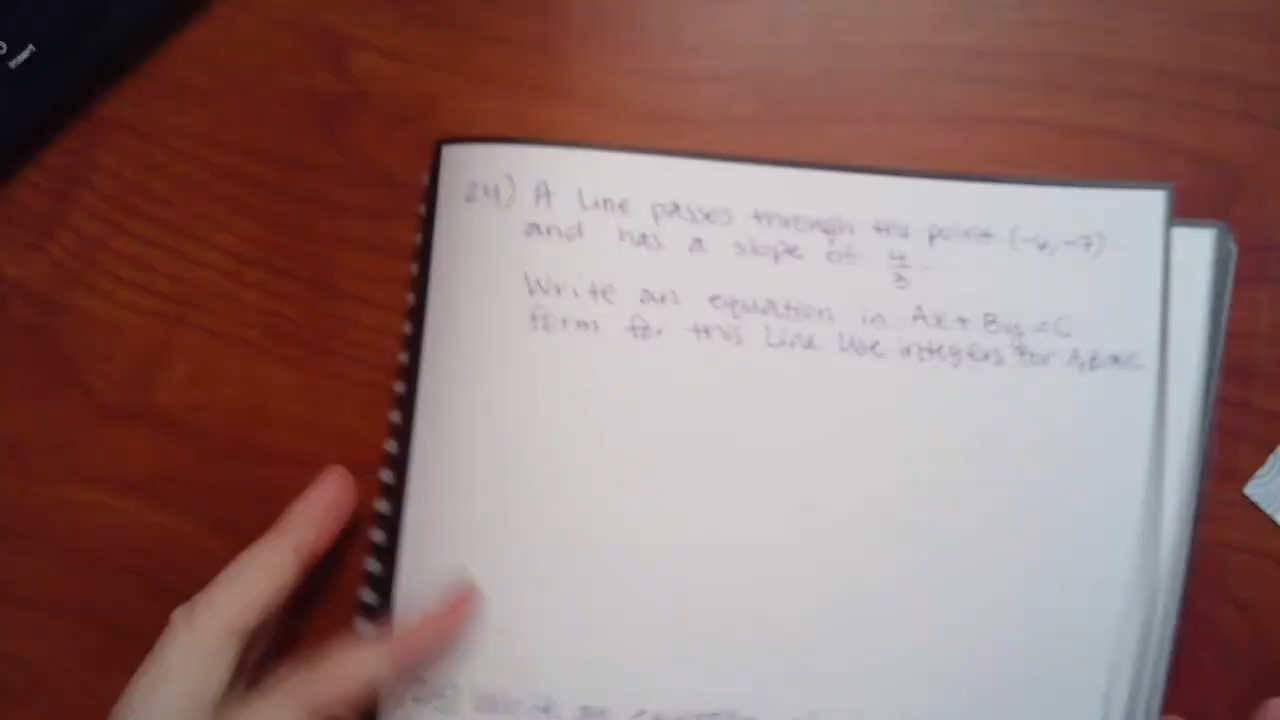 insert
24) A Line passes through the point (-6,-7)
and has a slope of 4/3
Write an equation in Ax + By = C
form for this Line Use integers for A, B